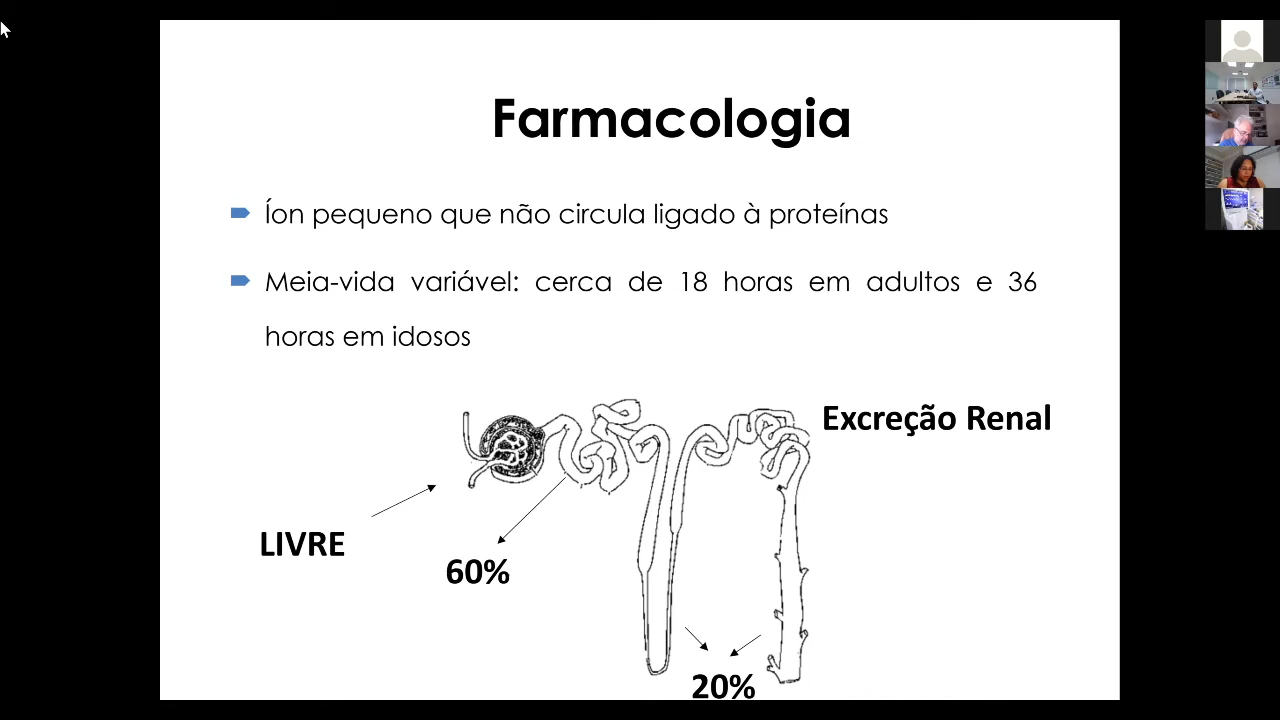 Farmacologia
Íon pequeno que não circula ligado à proteínas
Meia-vida variável: cerca de 18 horas em adultos e 36
horas em idosos
Excreção Renal
LIVRE
60%
20%